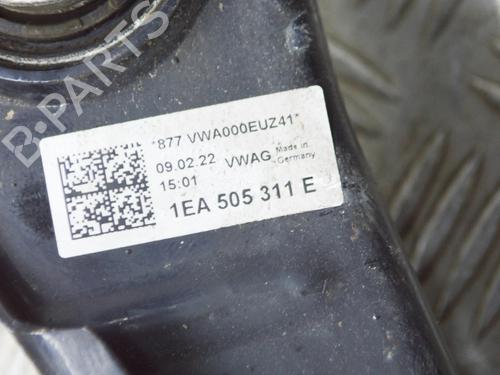 B-PARTS
*877 VWA000EUZ41*
09.02.22 VWAG Made in Germany
15:01
1EA 505 311 E